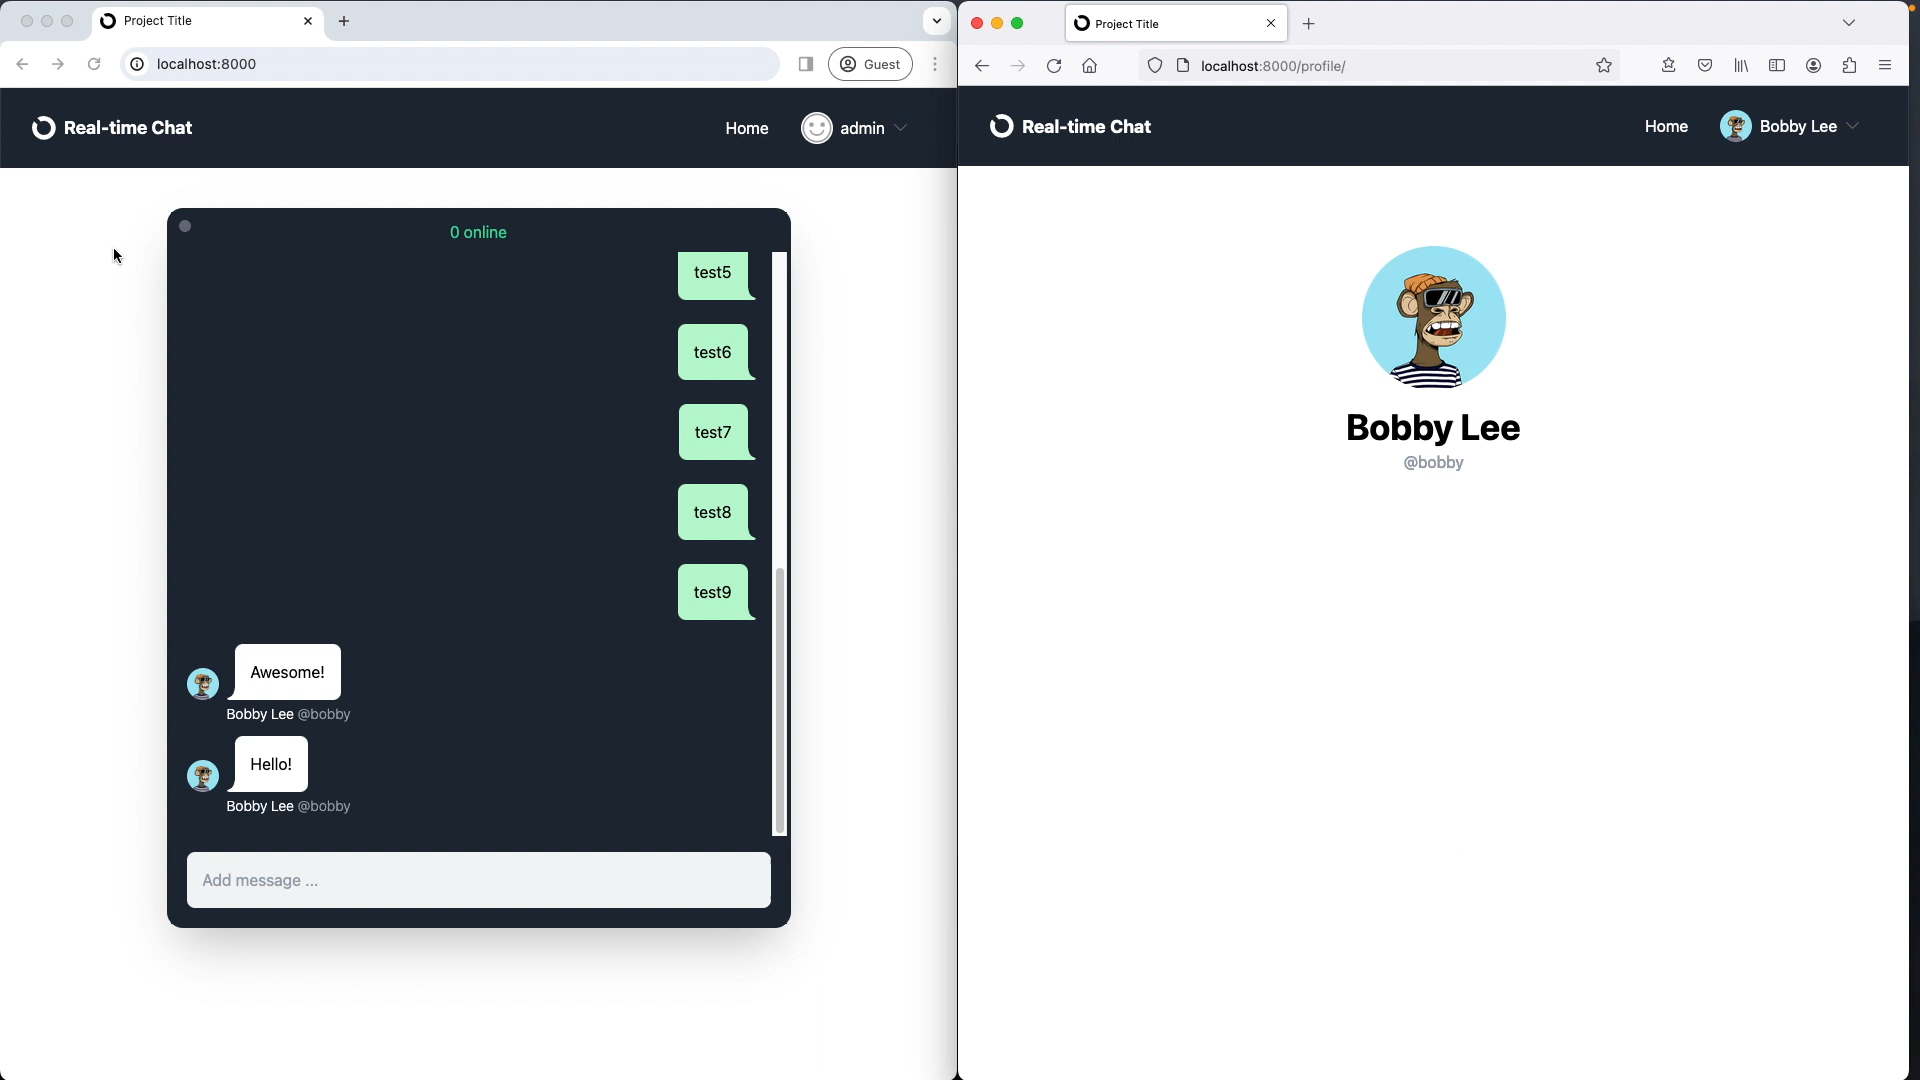 Project Title
localhost:8000
Guest
Real-time Chat
Home
admin
0 online
test5
test6
test7
test8
test9
Awesome!
Bobby Lee @bobby
Hello!
Bobby Lee @bobby
Add message ...
Project Title
localhost:8000/profile/
Real-time Chat
Home
Bobby Lee
Bobby Lee
@bobby